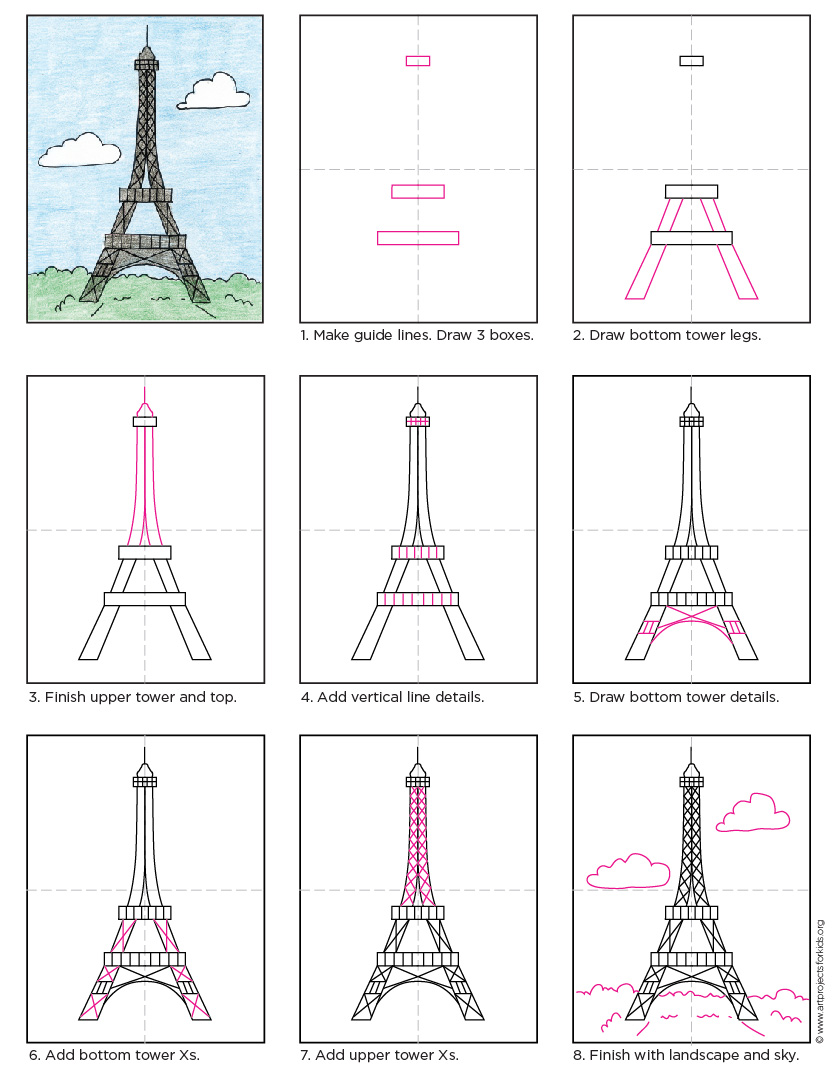 1. Make guide lines. Draw 3 boxes.
2. Draw bottom tower legs.
3. Finish upper tower and top.
4. Add vertical line details.
5. Draw bottom tower details.
6. Add bottom tower Xs.
7. Add upper tower Xs.
8. Finish with landscape and sky.
© www.artprojectsforkids.org